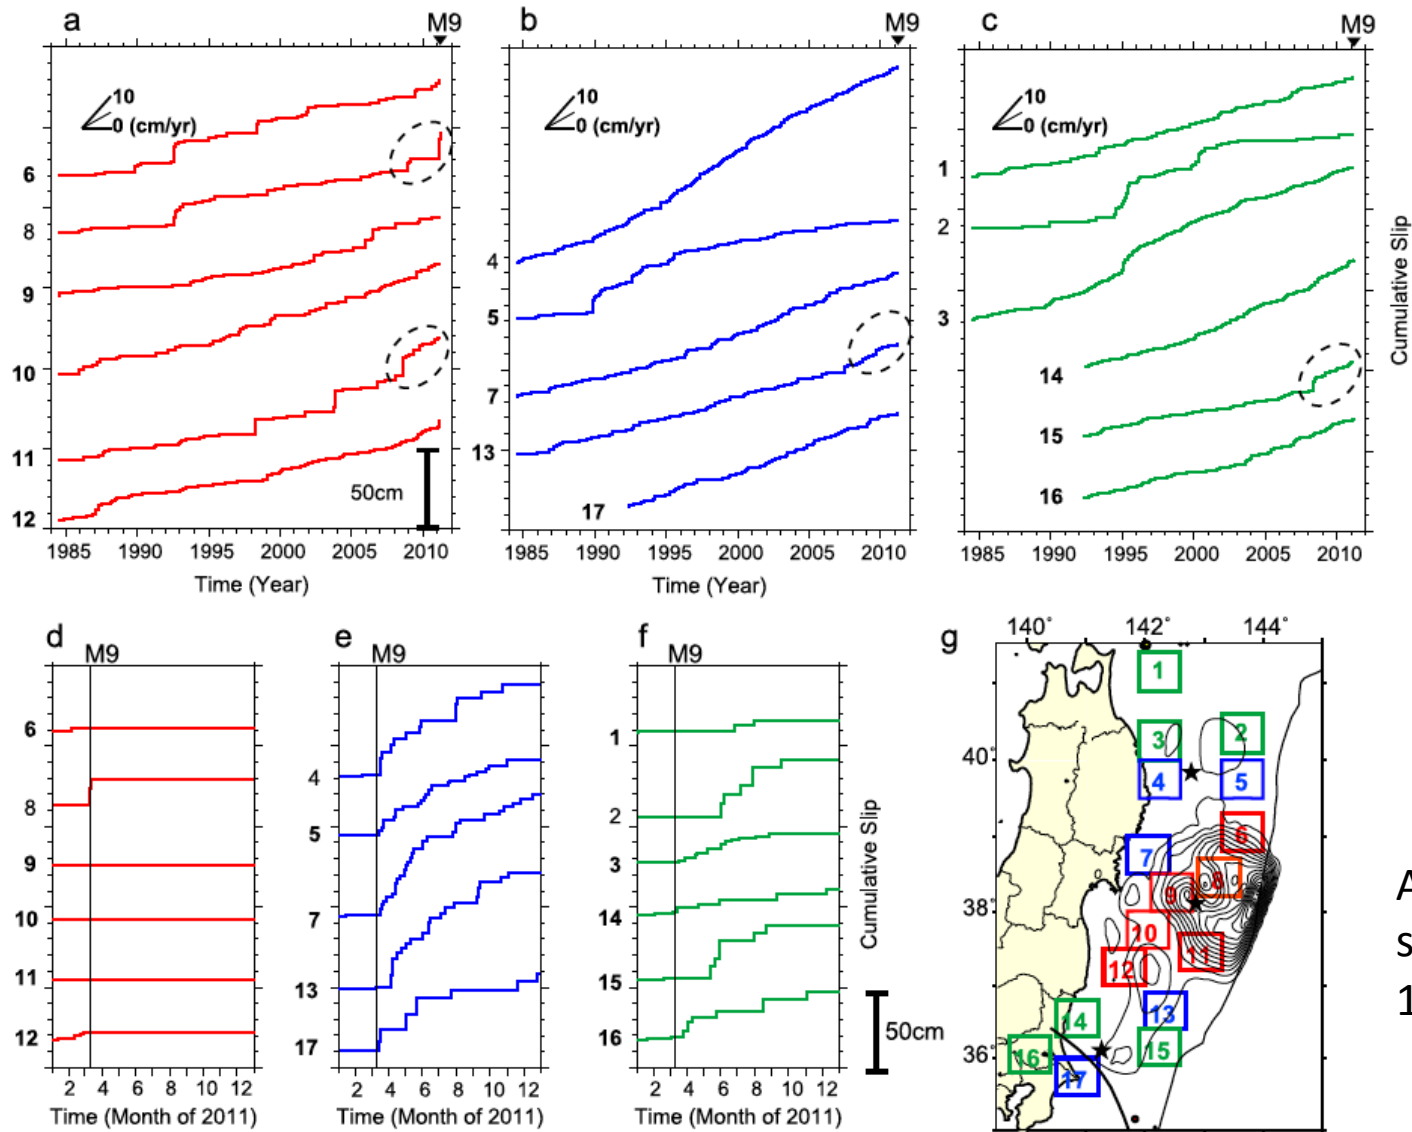 a
M9
10
0 (cm/yr)
6
8
9
10
11
12
50cm
1985 1990 1995 2000 2005 2010
Time (Year)
b
M9
10
0 (cm/yr)
4
5
7
13
17
1985 1990 1995 2000 2005 2010
Time (Year)
c
M9
10
0 (cm/yr)
1
2
3
14
15
16
1985 1990 1995 2000 2005 2010
Time (Year)
Cumulative Slip
d
M9
6
8
9
10
11
12
2 4 6 8 10 12
Time (Month of 2011)
e
M9
4
5
7
13
17
2 4 6 8 10 12
Time (Month of 2011)
f
M9
1
2
3
14
15
16
2 4 6 8 10 12
Time (Month of 2011)
Cumulative Slip
50cm
g
140° 142° 144°
40°
38°
36°
1
3 2
4 5
6
7
8
9
10
11
12
13
14
15
16
17
A
s
1